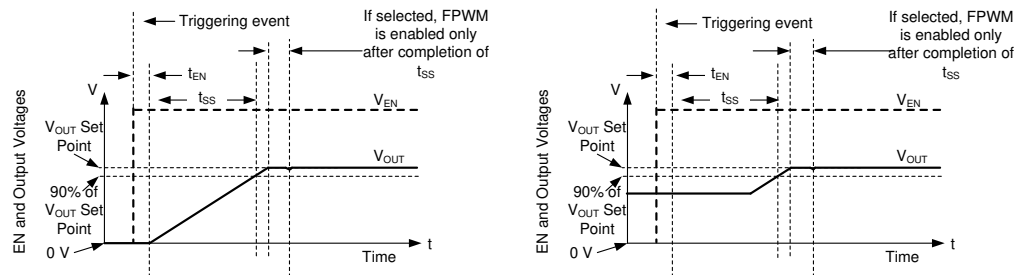 Triggering event
If selected, FPWM
is enabled only
after completion of
tSS
tEN
tSS
V
VEN
VOUT Set
Point
VOUT
90% of
VOUT Set
Point
0 V
EN and Output Voltages
t
Time
Triggering event
If selected, FPWM
is enabled only
after completion of
tSS
tEN
tSS
V
VEN
VOUT Set
Point
VOUT
90% of
VOUT Set
Point
0 V
EN and Output Voltages
t
Time